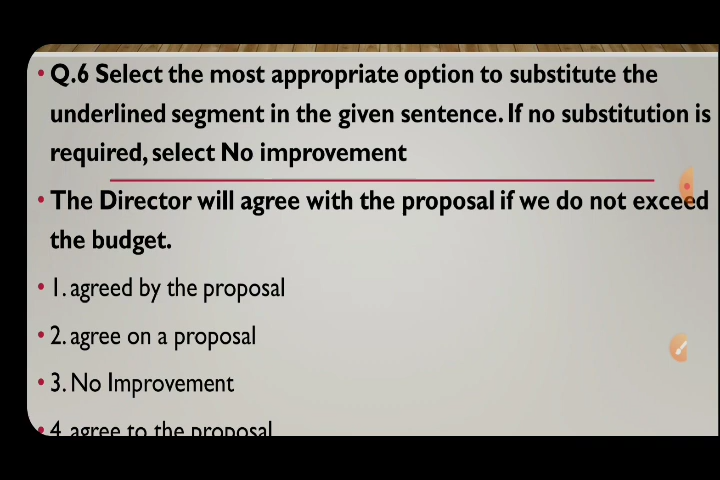 • Q.6 Select the most appropriate option to substitute the
underlined segment in the given sentence. If no substitution is
required, select No improvement
• The Director will agree with the proposal if we do not exceed
the budget.
• 1. agreed by the proposal
• 2. agree on a proposal
• 3. No Improvement
• 4. agree to the proposal